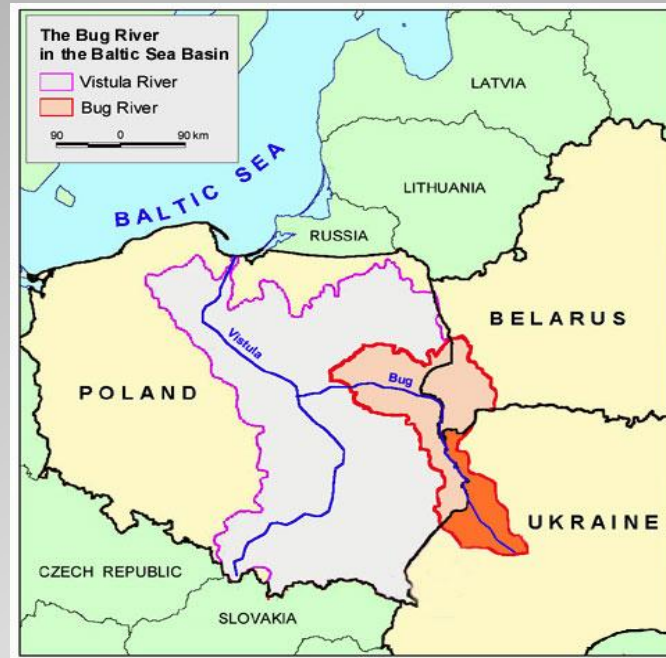 The Bug River
in the Baltic Sea Basin
Vistula River
Bug River
90 0 90 km
BALTIC SEA
LATVIA
LITHUANIA
RUSSIA
BELARUS
Vistula
Bug
POLAND
UKRAINE
CZECH REPUBLIC
SLOVAKIA